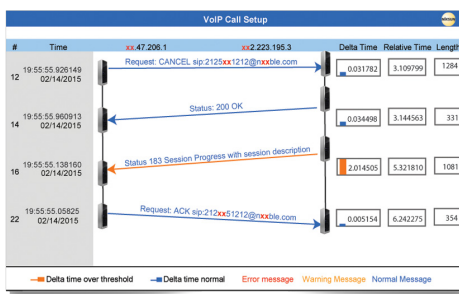 VoIP Call Setup
# Time xx.47.206.1 xx2.223.195.3 Delta Time Relative Time Length
12 19:55:55.926149 02/14/2015 Request: CANCEL sip:2125xx1212@nxxble.com 0.031782 3.109799 1284
14 19:55:55.960913 02/14/2015 Status: 200 OK 0.034498 3.144563 331
16 19:55:55.138160 02/14/2015 Status 183 Session Progress with session description 2.014505 5.321810 1081
22 19:55:55.05825 02/14/2015 Request: ACK sip:212xx51212@nxxble.com 0.005154 6.242275 354
Delta time over threshold Delta time normal Error message Warning Message Normal Message